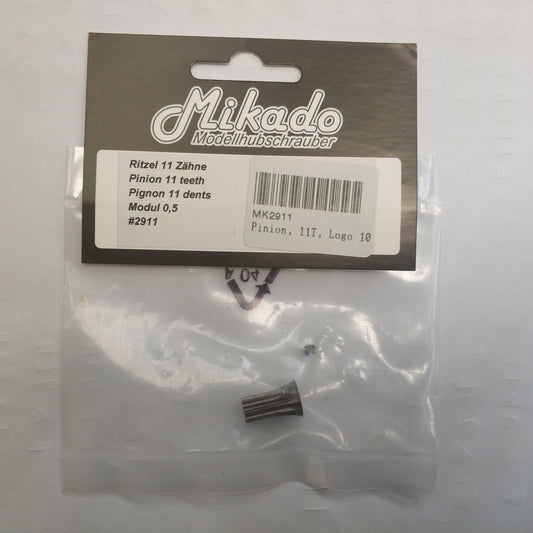 Mikado
Modellhubschrauber
Ritzel 11 Zähne
Pinion 11 teeth
Pignon 11 dents
Modul 0,5
#2911
MK2911
Pinion, 11T, Logo 10
04